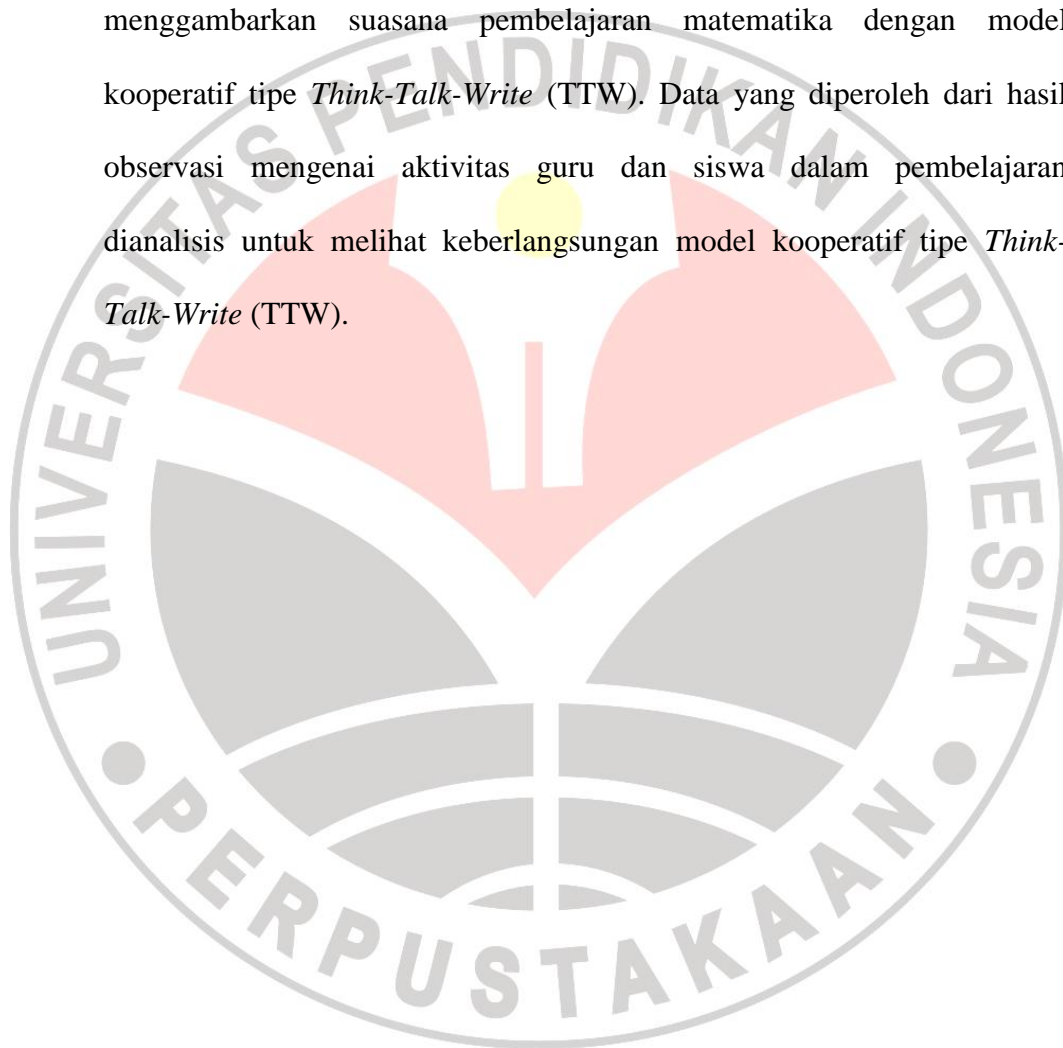 menggambarkan suasana pembelajaran matematika dengan model
kooperatif tipe Think-Talk-Write (TTW). Data yang diperoleh dari hasil
observasi mengenai aktivitas guru dan siswa dalam pembelajaran
dianalisis untuk melihat keberlangsungan model kooperatif tipe Think-
Talk-Write (TTW).
UNIVERSITAS PENDIDIKAN INDONESIA
PERPUSTAKAAN